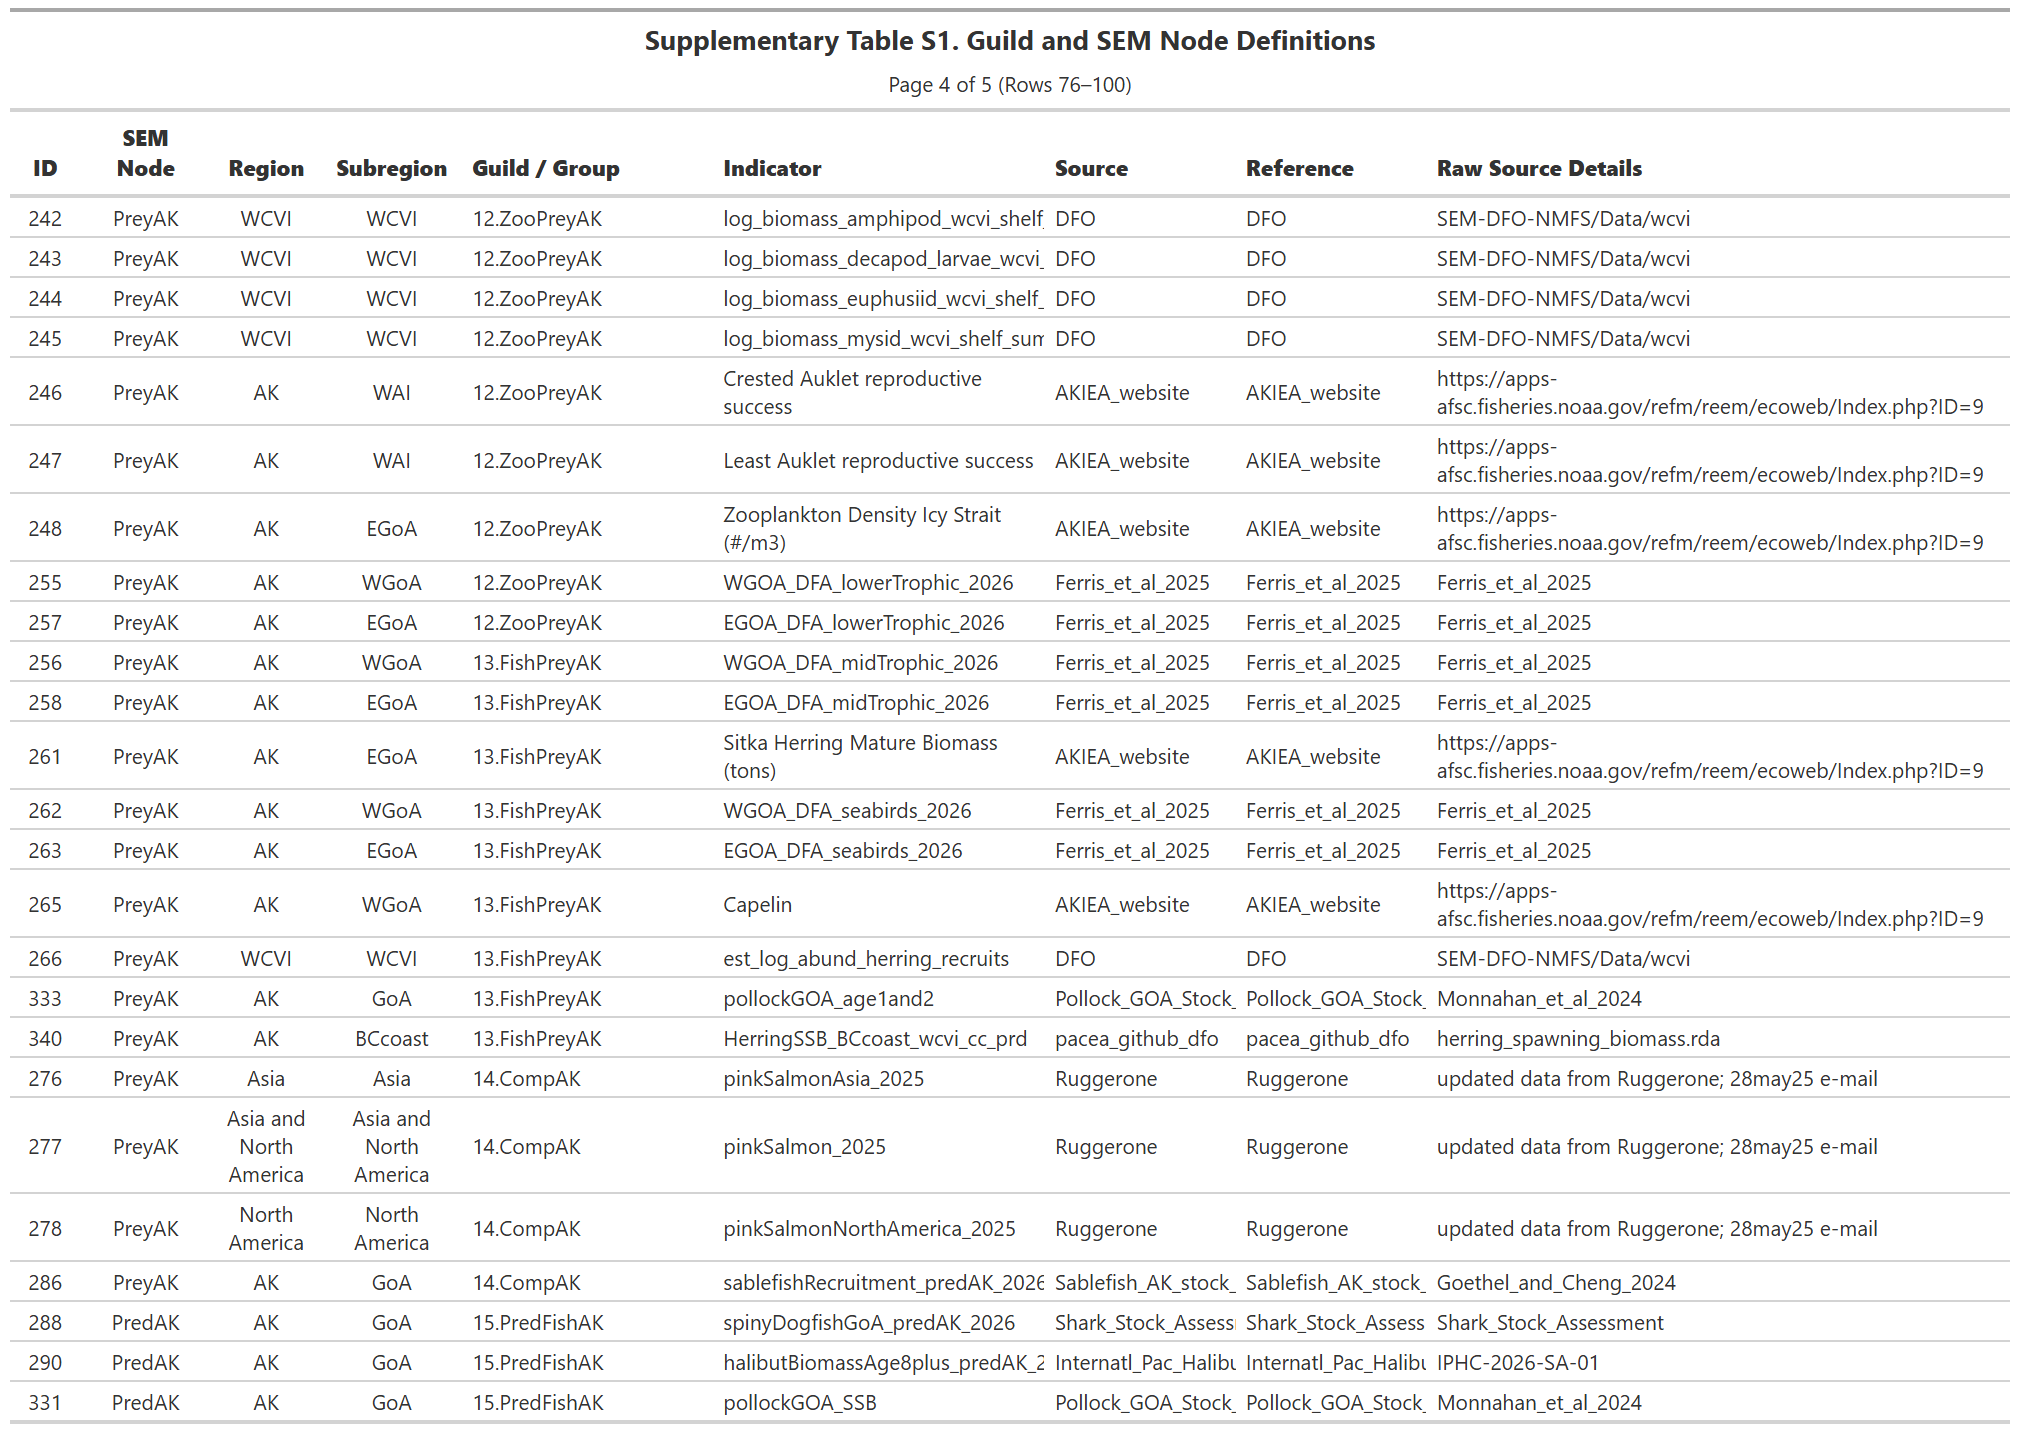 Supplementary Table S1. Guild and SEM Node Definitions
Page 4 of 5 (Rows 76–100)
ID SEM Node Region Subregion Guild / Group Indicator Source Reference Raw Source Details
242 PreyAK WCVI WCVI 12.ZooPreyAK log_biomass_amphipod_wcvi_shelf_ DFO DFO SEM-DFO-NMFS/Data/wcvi
243 PreyAK WCVI WCVI 12.ZooPreyAK log_biomass_decapod_larvae_wcvi_ DFO DFO SEM-DFO-NMFS/Data/wcvi
244 PreyAK WCVI WCVI 12.ZooPreyAK log_biomass_euphusiid_wcvi_shelf_ DFO DFO SEM-DFO-NMFS/Data/wcvi
245 PreyAK WCVI WCVI 12.ZooPreyAK log_biomass_mysid_wcvi_shelf_sum DFO DFO SEM-DFO-NMFS/Data/wcvi
246 PreyAK AK WAI 12.ZooPreyAK Crested Auklet reproductive success AKIEA_website AKIEA_website https://apps-afsc.fisheries.noaa.gov/refm/reem/ecoweb/Index.php?ID=9
247 PreyAK AK WAI 12.ZooPreyAK Least Auklet reproductive success AKIEA_website AKIEA_website https://apps-afsc.fisheries.noaa.gov/refm/reem/ecoweb/Index.php?ID=9
248 PreyAK AK EGoA 12.ZooPreyAK Zooplankton Density Icy Strait (#/m3) AKIEA_website AKIEA_website https://apps-afsc.fisheries.noaa.gov/refm/reem/ecoweb/Index.php?ID=9
255 PreyAK AK WGoA 12.ZooPreyAK WGOA_DFA_lowerTrophic_2026 Ferris_et_al_2025 Ferris_et_al_2025 Ferris_et_al_2025
257 PreyAK AK EGoA 12.ZooPreyAK EGOA_DFA_lowerTrophic_2026 Ferris_et_al_2025 Ferris_et_al_2025 Ferris_et_al_2025
256 PreyAK AK WGoA 13.FishPreyAK WGOA_DFA_midTrophic_2026 Ferris_et_al_2025 Ferris_et_al_2025 Ferris_et_al_2025
258 PreyAK AK EGoA 13.FishPreyAK EGOA_DFA_midTrophic_2026 Ferris_et_al_2025 Ferris_et_al_2025 Ferris_et_al_2025
261 PreyAK AK EGoA 13.FishPreyAK Sitka Herring Mature Biomass (tons) AKIEA_website AKIEA_website https://apps-afsc.fisheries.noaa.gov/refm/reem/ecoweb/Index.php?ID=9
262 PreyAK AK WGoA 13.FishPreyAK WGOA_DFA_seabirds_2026 Ferris_et_al_2025 Ferris_et_al_2025 Ferris_et_al_2025
263 PreyAK AK EGoA 13.FishPreyAK EGOA_DFA_seabirds_2026 Ferris_et_al_2025 Ferris_et_al_2025 Ferris_et_al_2025
265 PreyAK AK WGoA 13.FishPreyAK Capelin AKIEA_website AKIEA_website https://apps-afsc.fisheries.noaa.gov/refm/reem/ecoweb/Index.php?ID=9
266 PreyAK WCVI WCVI 13.FishPreyAK est_log_abund_herring_recruits DFO DFO SEM-DFO-NMFS/Data/wcvi
333 PreyAK AK GoA 13.FishPreyAK pollockGOA_age1and2 Pollock_GOA_Stock_ Pollock_GOA_Stock_ Monnahan_et_al_2024
340 PreyAK AK BCcoast 13.FishPreyAK HerringSSB_BCcoast_wcvi_cc_prd pacea_github_dfo pacea_github_dfo herring_spawning_biomass.rda
276 PreyAK Asia Asia 14.CompAK pinkSalmonAsia_2025 Ruggerone Ruggerone updated data from Ruggerone; 28may25 e-mail
277 PreyAK Asia and North America Asia and North America 14.CompAK pinkSalmon_2025 Ruggerone Ruggerone updated data from Ruggerone; 28may25 e-mail
278 PreyAK North America North America 14.CompAK pinkSalmonNorthAmerica_2025 Ruggerone Ruggerone updated data from Ruggerone; 28may25 e-mail
286 PreyAK AK GoA 14.CompAK sablefishRecruitment_predAK_2026 Sablefish_AK_stock_ Sablefish_AK_stock_ Goethel_and_Cheng_2024
288 PredAK AK GoA 15.PredFishAK spinyDogfishGoA_predAK_2026 Shark_Stock_Assess Shark_Stock_Assess Shark_Stock_Assessment
290 PredAK AK GoA 15.PredFishAK halibutBiomassAge8plus_predAK_2 Internatl_Pac_Halibu Internatl_Pac_Halibu IPHC-2026-SA-01
331 PredAK AK GoA 15.PredFishAK pollockGOA_SSB Pollock_GOA_Stock_ Pollock_GOA_Stock_ Monnahan_et_al_2024